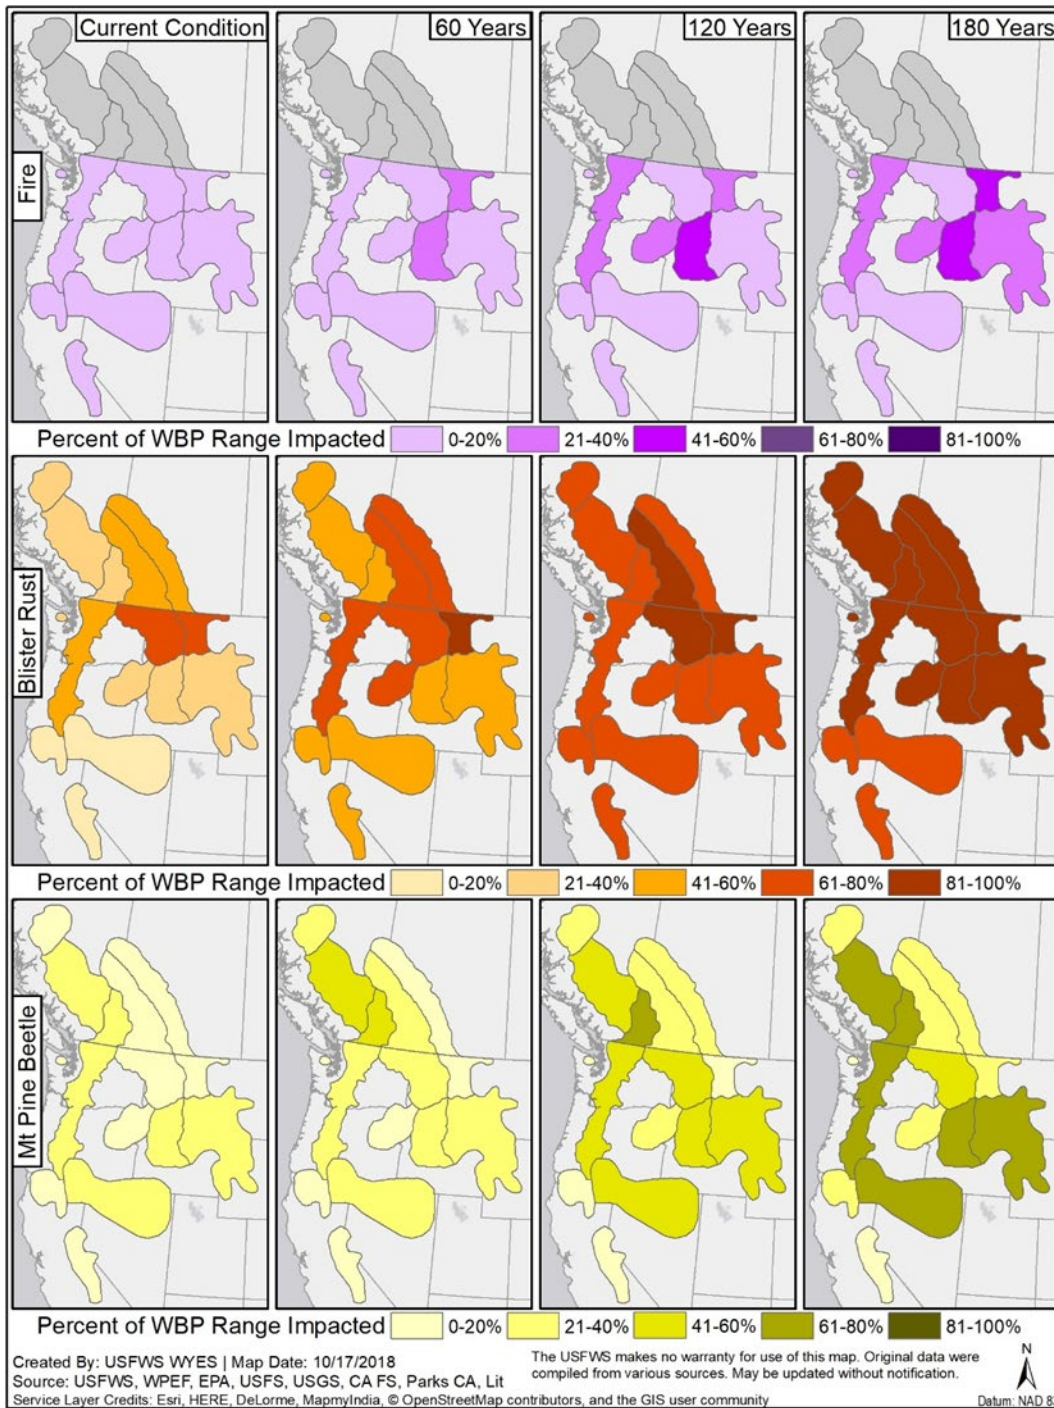 Current Condition
60 Years
120 Years
180 Years
Fire
Percent of WBP Range Impacted 0-20% 21-40% 41-60% 61-80% 81-100%
Blister Rust
Percent of WBP Range Impacted 0-20% 21-40% 41-60% 61-80% 81-100%
Mt Pine Beetle
Percent of WBP Range Impacted 0-20% 21-40% 41-60% 61-80% 81-100%
Created By: USFWS WYES | Map Date: 10/17/2018
Source: USFWS, WPEF, EPA, USFS, USGS, CA FS, Parks CA, Lit
Service Layer Credits: Esri, HERE, DeLorme, MapmyIndia, © OpenStreetMap contributors, and the GIS user community
The USFWS makes no warranty for use of this map. Original data were
compiled from various sources. May be updated without notification.
N
Datum: NAD 83